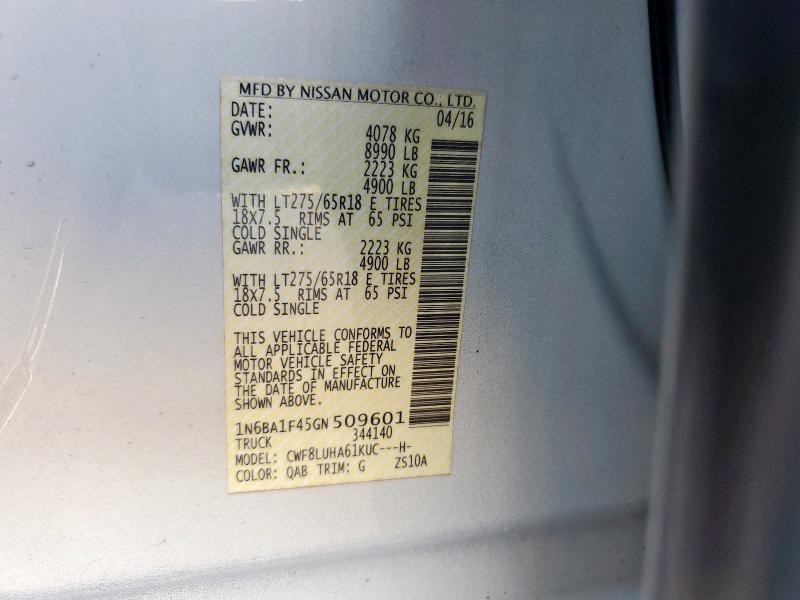 MFD BY NISSAN MOTOR CO., LTD.
DATE: 04/16
GVWR: 4078 KG
8990 LB
GAWR FR.: 2223 KG
4900 LB
WITH LT275/65R18 E TIRES
18X7.5 RIMS AT 65 PSI
COLD SINGLE
GAWR RR.: 2223 KG
4900 LB
WITH LT275/65R18 E TIRES
18X7.5 RIMS AT 65 PSI
COLD SINGLE
THIS VEHICLE CONFORMS TO
ALL APPLICABLE FEDERAL
MOTOR VEHICLE SAFETY
STANDARDS IN EFFECT ON
THE DATE OF MANUFACTURE
SHOWN ABOVE.
1N6BA1F45GN509601
TRUCK 344140
MODEL: CWF8LUHA61KUC---H-
COLOR: QAB TRIM: G ZS10A